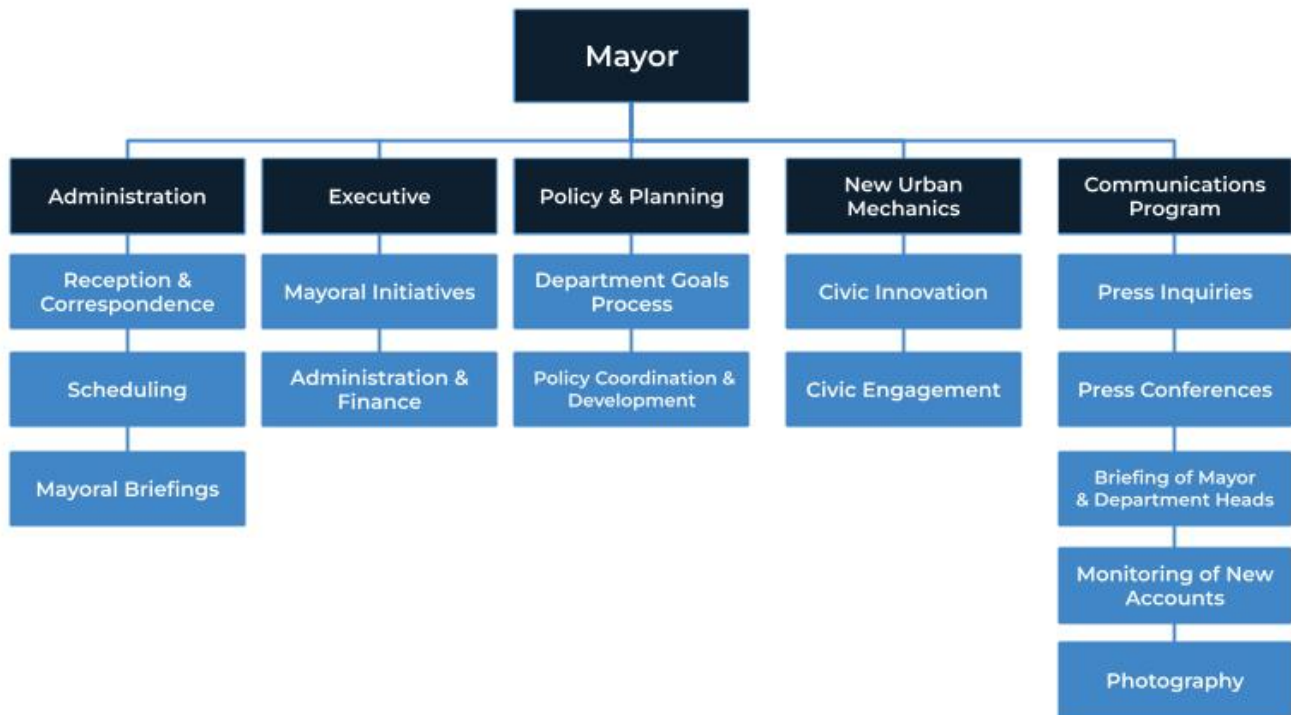 Mayor
Administration
Executive
Policy & Planning
New Urban
Mechanics
Communications
Program
Reception &
Correspondence
Mayoral Initiatives
Department Goals
Process
Civic Innovation
Press Inquiries
Scheduling
Administration &
Finance
Policy Coordination &
Development
Civic Engagement
Press Conferences
Mayoral Briefings
Briefing of Mayor
& Department Heads
Monitoring of New
Accounts
Photography